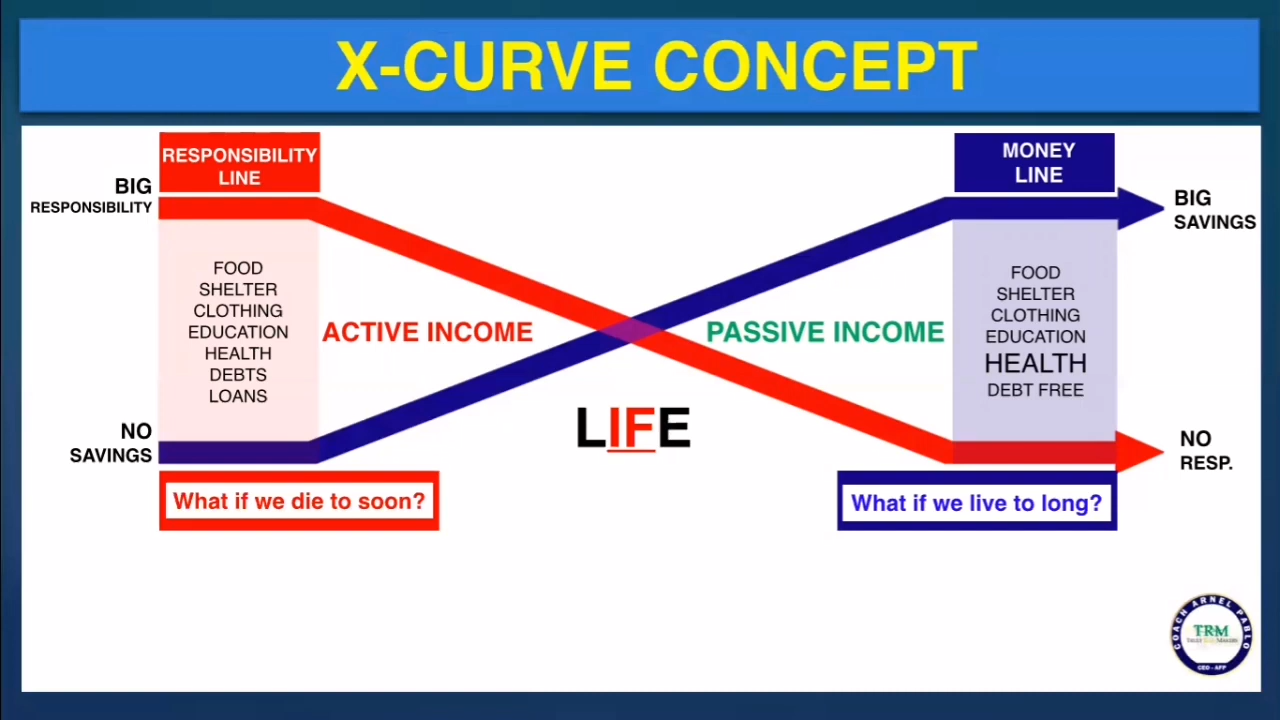 X-CURVE CONCEPT
RESPONSIBILITY
LINE
BIG
RESPONSIBILITY
FOOD
SHELTER
CLOTHING
EDUCATION
HEALTH
DEBTS
LOANS
NO
SAVINGS
What if we die to soon?
ACTIVE INCOME
LIFE
PASSIVE INCOME
MONEY
LINE
BIG
SAVINGS
FOOD
SHELTER
CLOTHING
EDUCATION
HEALTH
DEBT FREE
NO
RESP.
What if we live to long?
COACH ARNEL PABLO
TRM
CEO - AFP